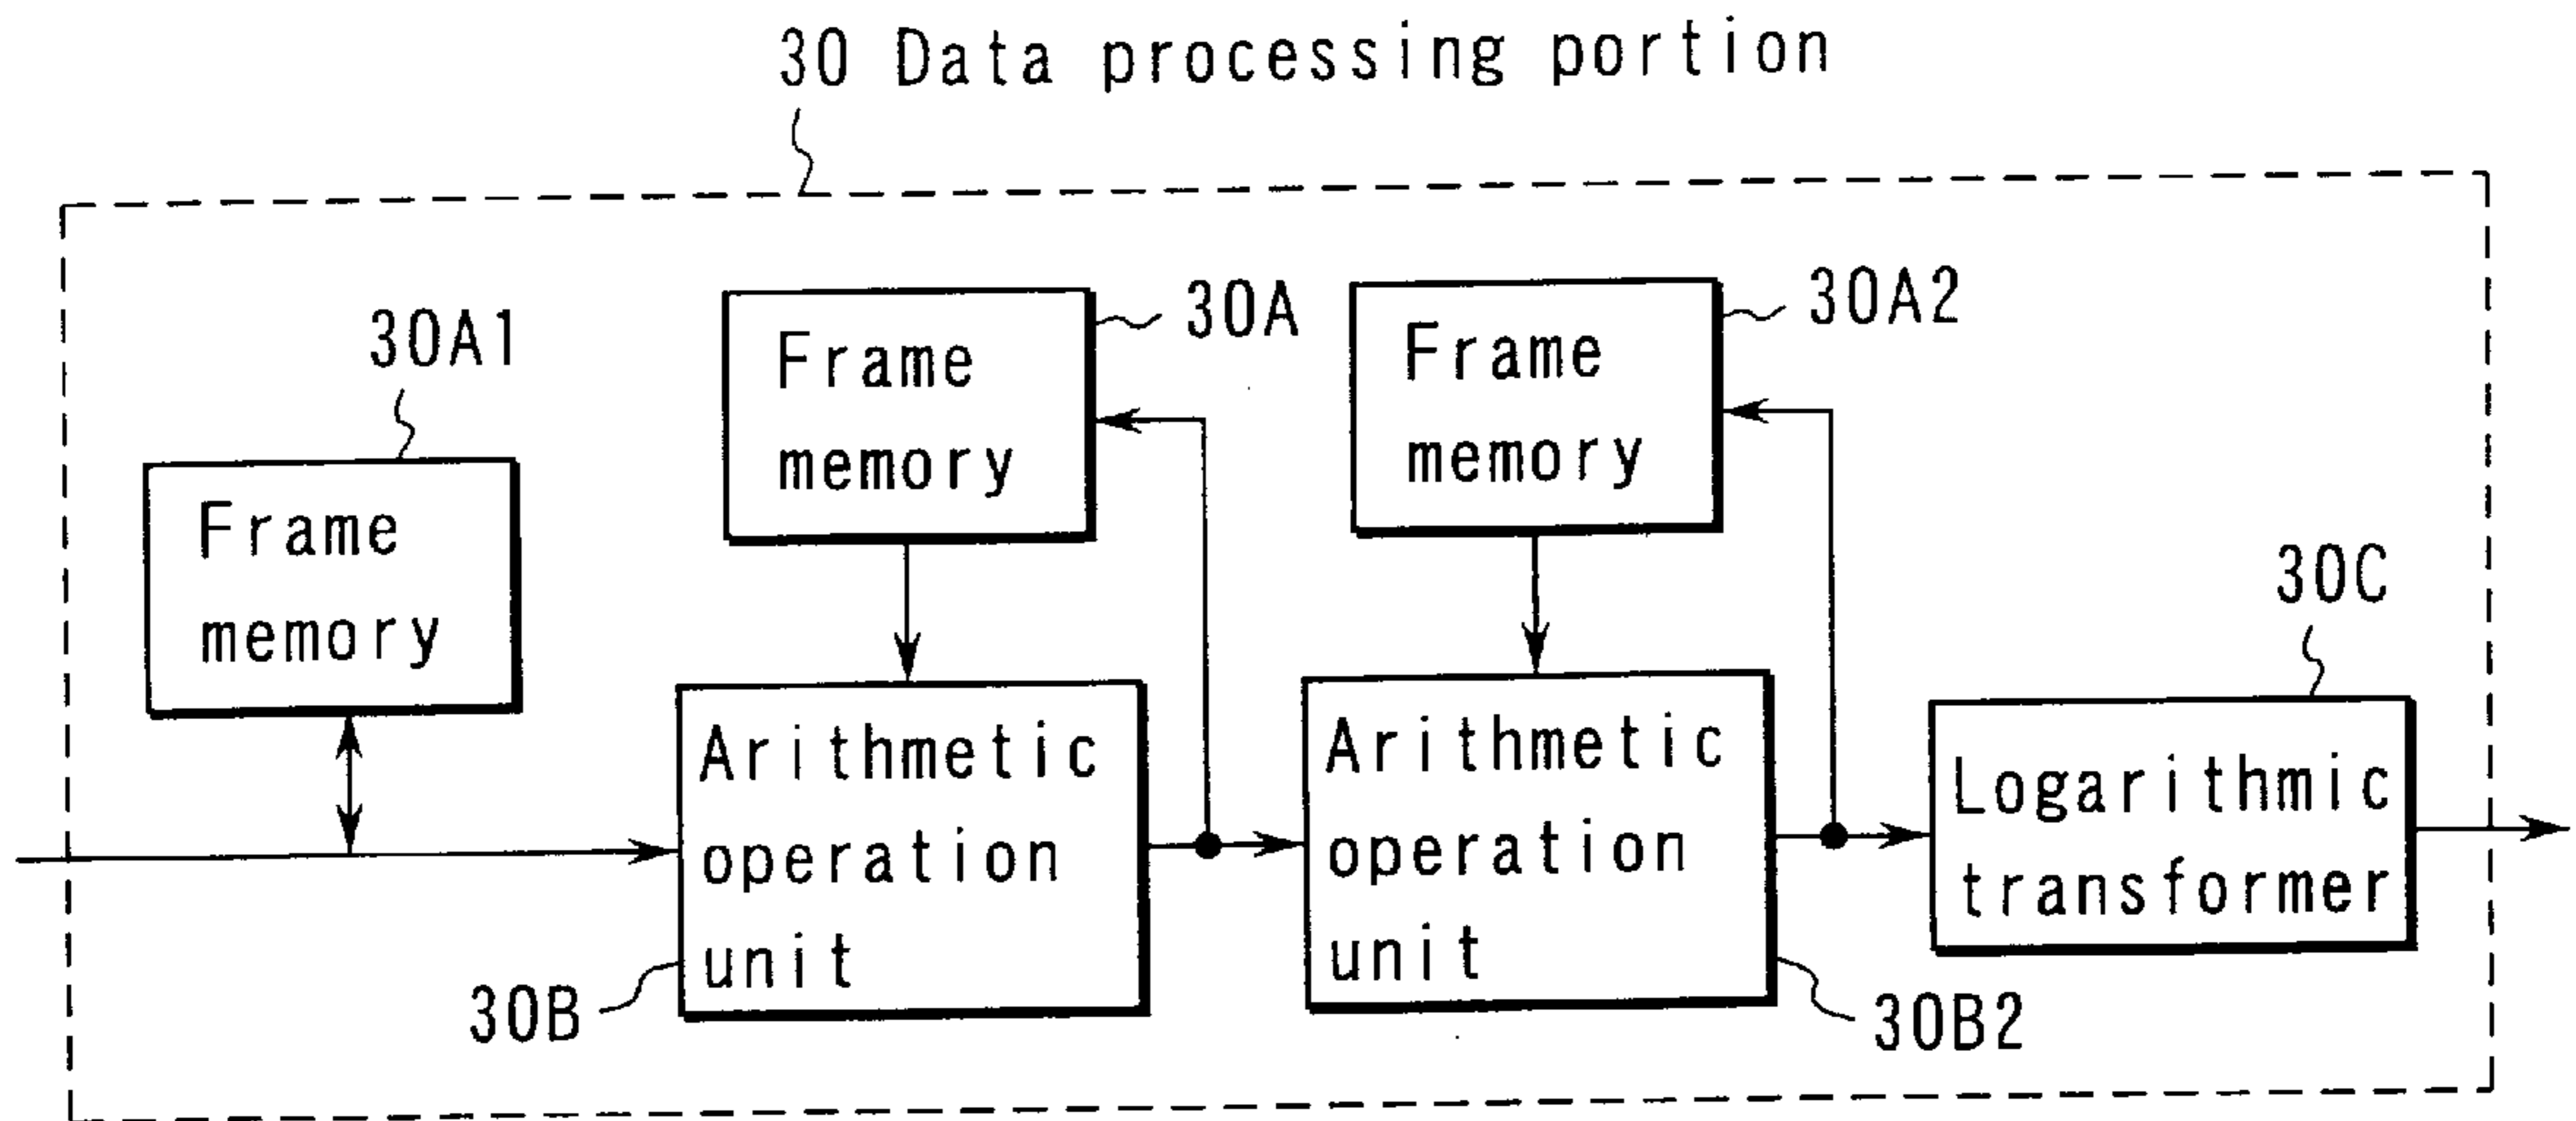 30 Data processing portion
30A1
Frame
memory
30A
Frame
memory
30A2
Frame
memory
30B
Arithmetic
operation
unit
30B2
Arithmetic
operation
unit
30C
Logarithmic
transformer